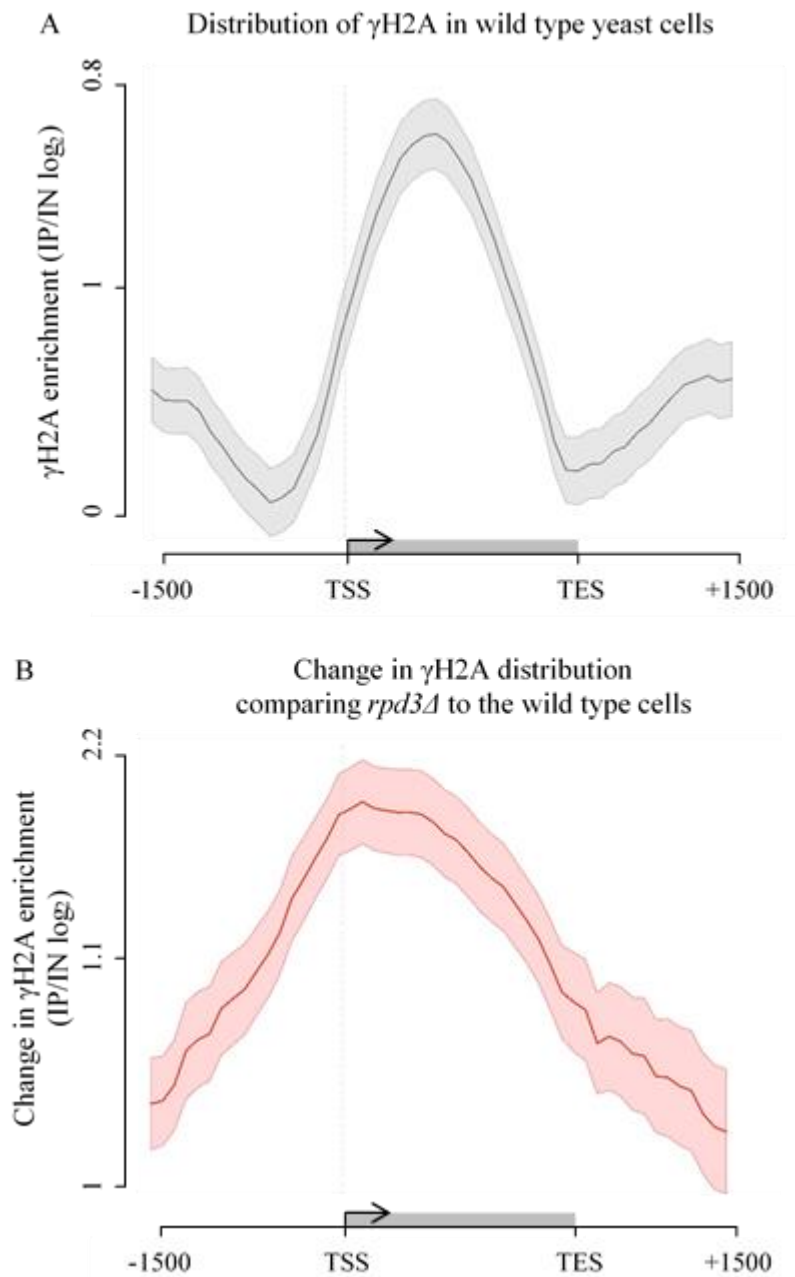 A
Distribution of γH2A in wild type yeast cells
γH2A enrichment (IP/IN log₂)
0.8
1
0
-1500
TSS
TES
+1500
B
Change in γH2A distribution
comparing rpd3Δ to the wild type cells
Change in γH2A enrichment
(IP/IN log₂)
2.2
1.1
1
-1500
TSS
TES
+1500